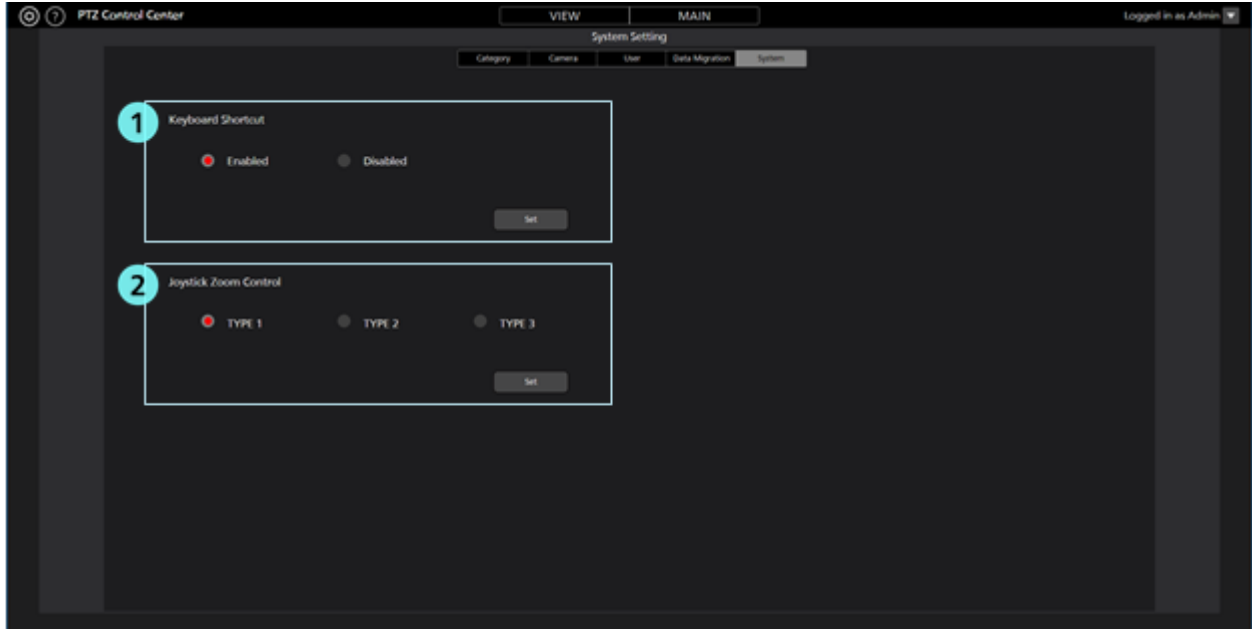 ? PTZ Control Center VIEW MAIN Logged in as Admin
System Setting
Category Camera User Data Migration System
1 Keyboard Shortcut
Enabled Disabled
Set
2 Joystick Zoom Control
TYPE 1 TYPE 2 TYPE 3
Set